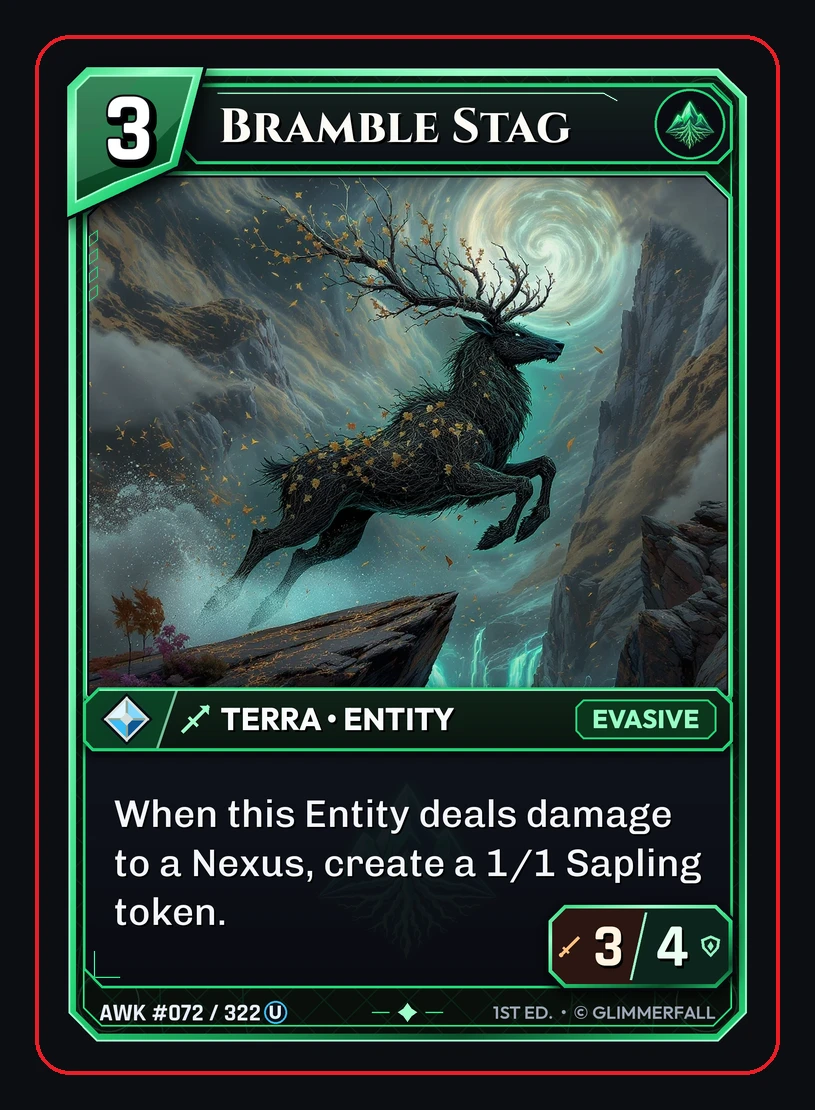 3
BRAMBLE STAG
TERRA • ENTITY
EVASIVE
When this Entity deals damage
to a Nexus, create a 1/1 Sapling
token.
3/4
AWK #072 / 322 U
1ST ED. • © GLIMMERFALL